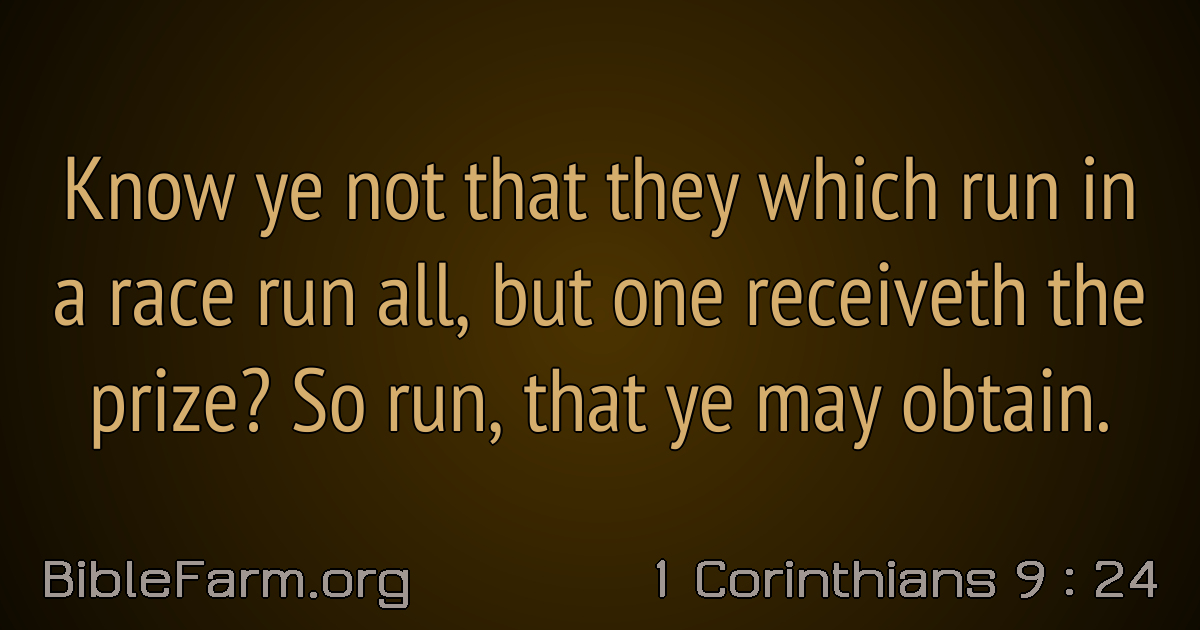 Know ye not that they which run in
a race run all, but one receiveth the
prize? So run, that ye may obtain.
BibleFarm.org
1 Corinthians 9 : 24